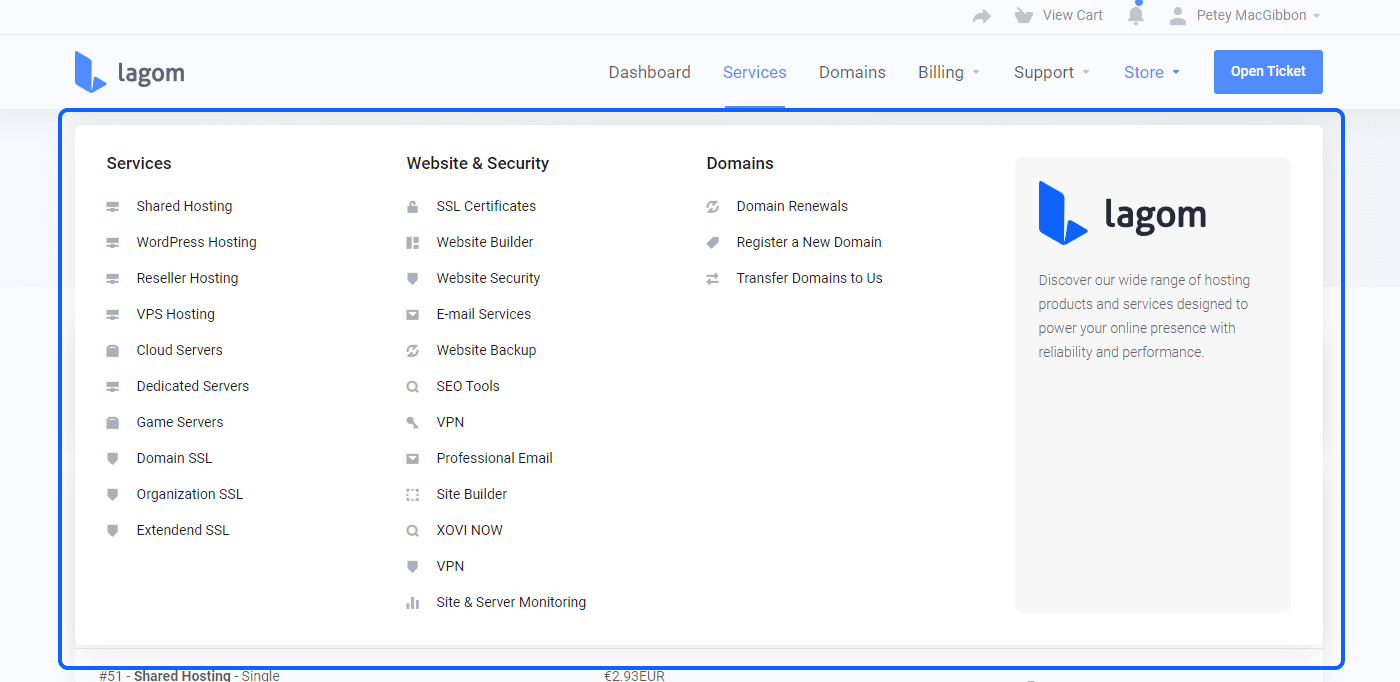 View Cart
Petey MacGibbon
lagom
Dashboard
Services
Domains
Billing
Support
Store
Open Ticket
Services
Shared Hosting
WordPress Hosting
Reseller Hosting
VPS Hosting
Cloud Servers
Dedicated Servers
Game Servers
Domain SSL
Organization SSL
Extendend SSL
Website & Security
SSL Certificates
Website Builder
Website Security
E-mail Services
Website Backup
SEO Tools
VPN
Professional Email
Site Builder
XOVI NOW
VPN
Site & Server Monitoring
Domains
Domain Renewals
Register a New Domain
Transfer Domains to Us
lagom
Discover our wide range of hosting
products and services designed to
power your online presence with
reliability and performance.
#51 - Shared Hosting - Single
€2.93EUR